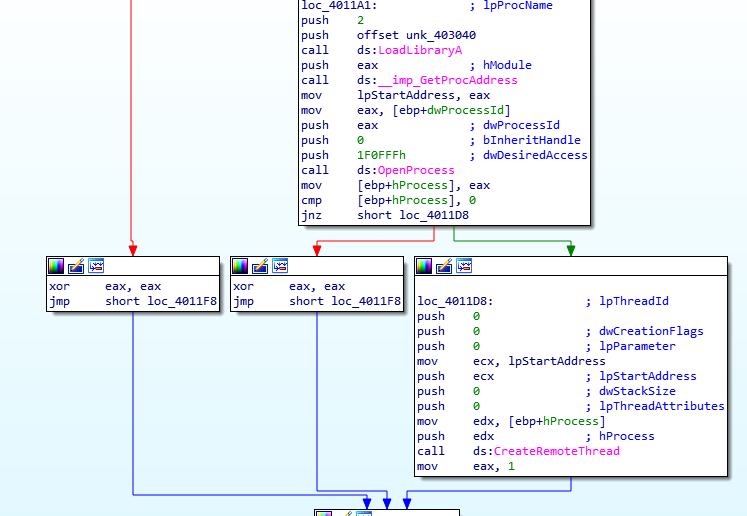 loc_4011A1: ; lpProcName
push 2
push offset unk_403040
call ds:LoadLibraryA
push eax ; hModule
call ds:__imp_GetProcAddress
mov lpStartAddress, eax
mov eax, [ebp+dwProcessId]
push eax ; dwProcessId
push 0 ; bInheritHandle
push 1F0FFFh ; dwDesiredAccess
call ds:OpenProcess
mov [ebp+hProcess], eax
cmp [ebp+hProcess], 0
jnz short loc_4011D8
xor eax, eax
jmp short loc_4011F8
xor eax, eax
jmp short loc_4011F8
loc_4011D8: ; lpThreadId
push 0
push 0 ; dwCreationFlags
push 0 ; lpParameter
mov ecx, lpStartAddress
push ecx ; lpStartAddress
push 0 ; dwStackSize
push 0 ; lpThreadAttributes
mov edx, [ebp+hProcess]
push edx ; hProcess
call ds:CreateRemoteThread
mov eax, 1